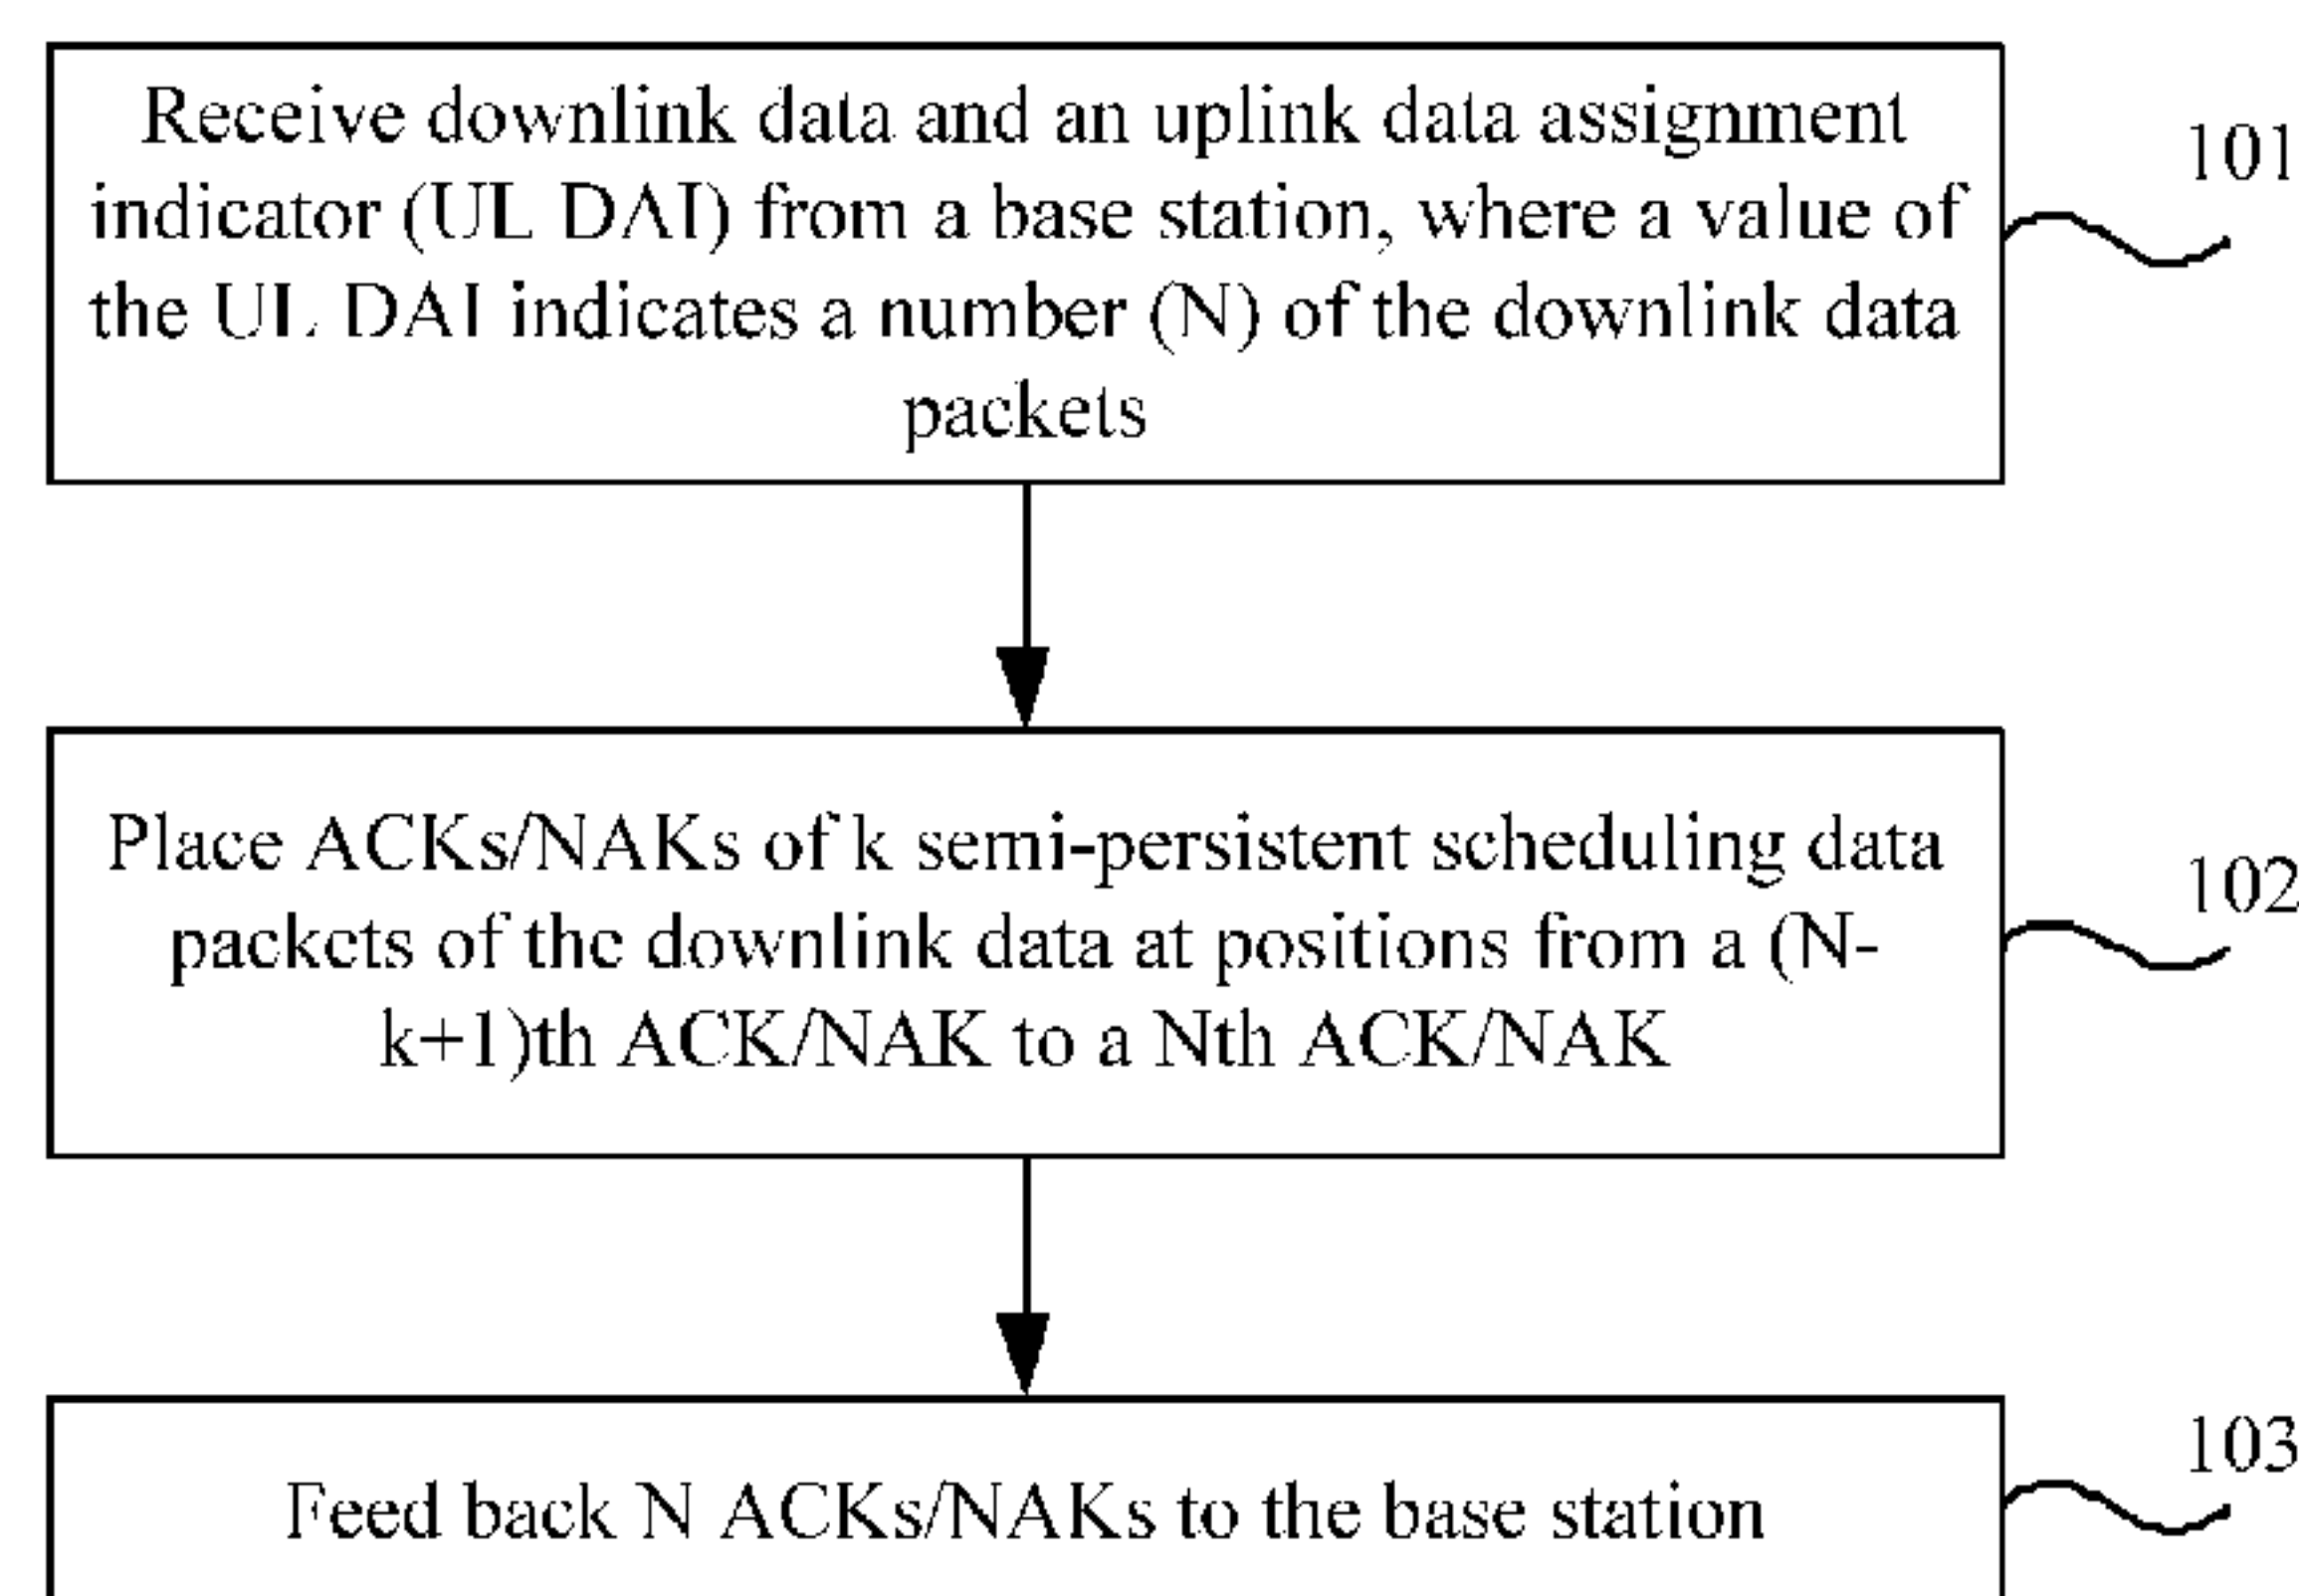 Receive downlink data and an uplink data assignment
indicator (UL DAI) from a base station, where a value of
the UL DAI indicates a number (N) of the downlink data
packets
101
Place ACKs/NAKs of k semi-persistent scheduling data
packets of the downlink data at positions from a (N-
k+1)th ACK/NAK to a Nth ACK/NAK
102
Feed back N ACKs/NAKs to the base station
103